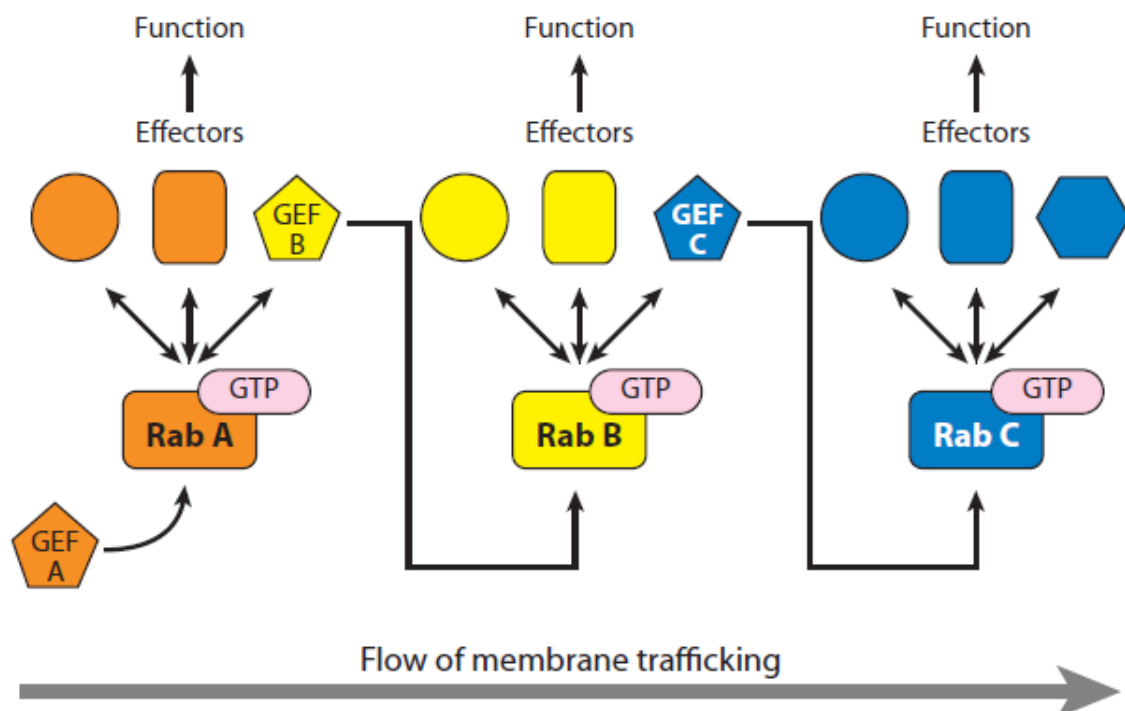 Function
Function
Function
Effectors
Effectors
Effectors
GEF
B
GEF
C
GTP
GTP
GTP
Rab A
Rab B
Rab C
GEF
A
Flow of membrane trafficking